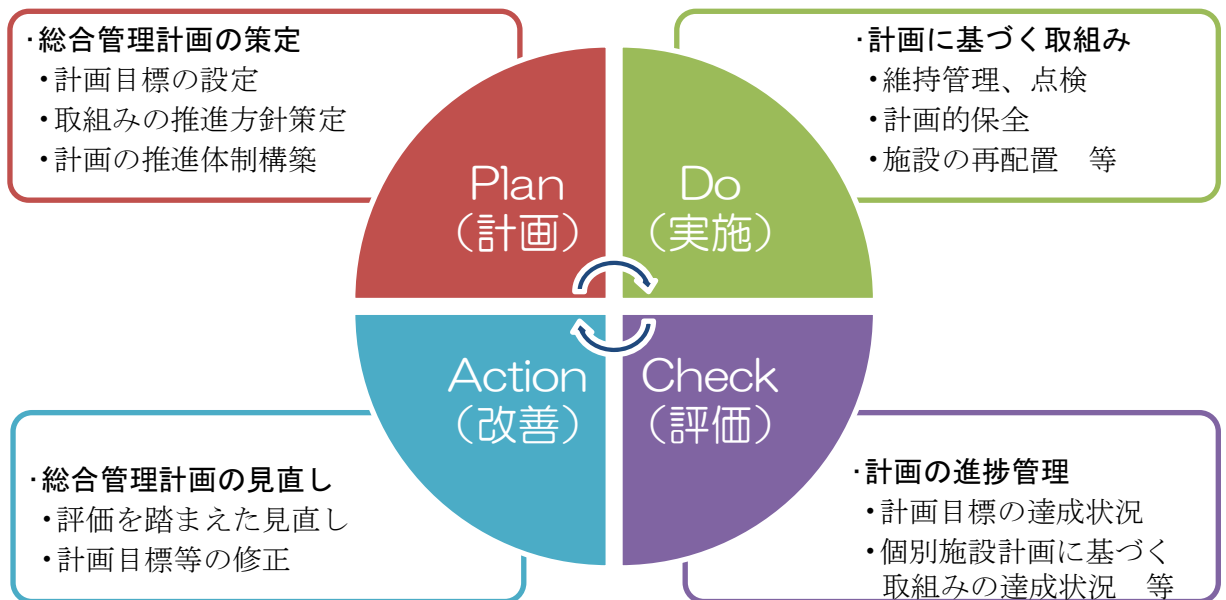 ・総合管理計画の策定
・計画目標の設定
・取組みの推進方針策定
・計画の推進体制構築
・計画に基づく取組み
・維持管理、点検
・計画的保全
・施設の再配置　等
Plan
（計画）
Do
（実施）
Action
（改善）
Check
（評価）
・総合管理計画の見直し
・評価を踏まえた見直し
・計画目標等の修正
・計画の進捗管理
・計画目標の達成状況
・個別施設計画に基づく
取組みの達成状況　等